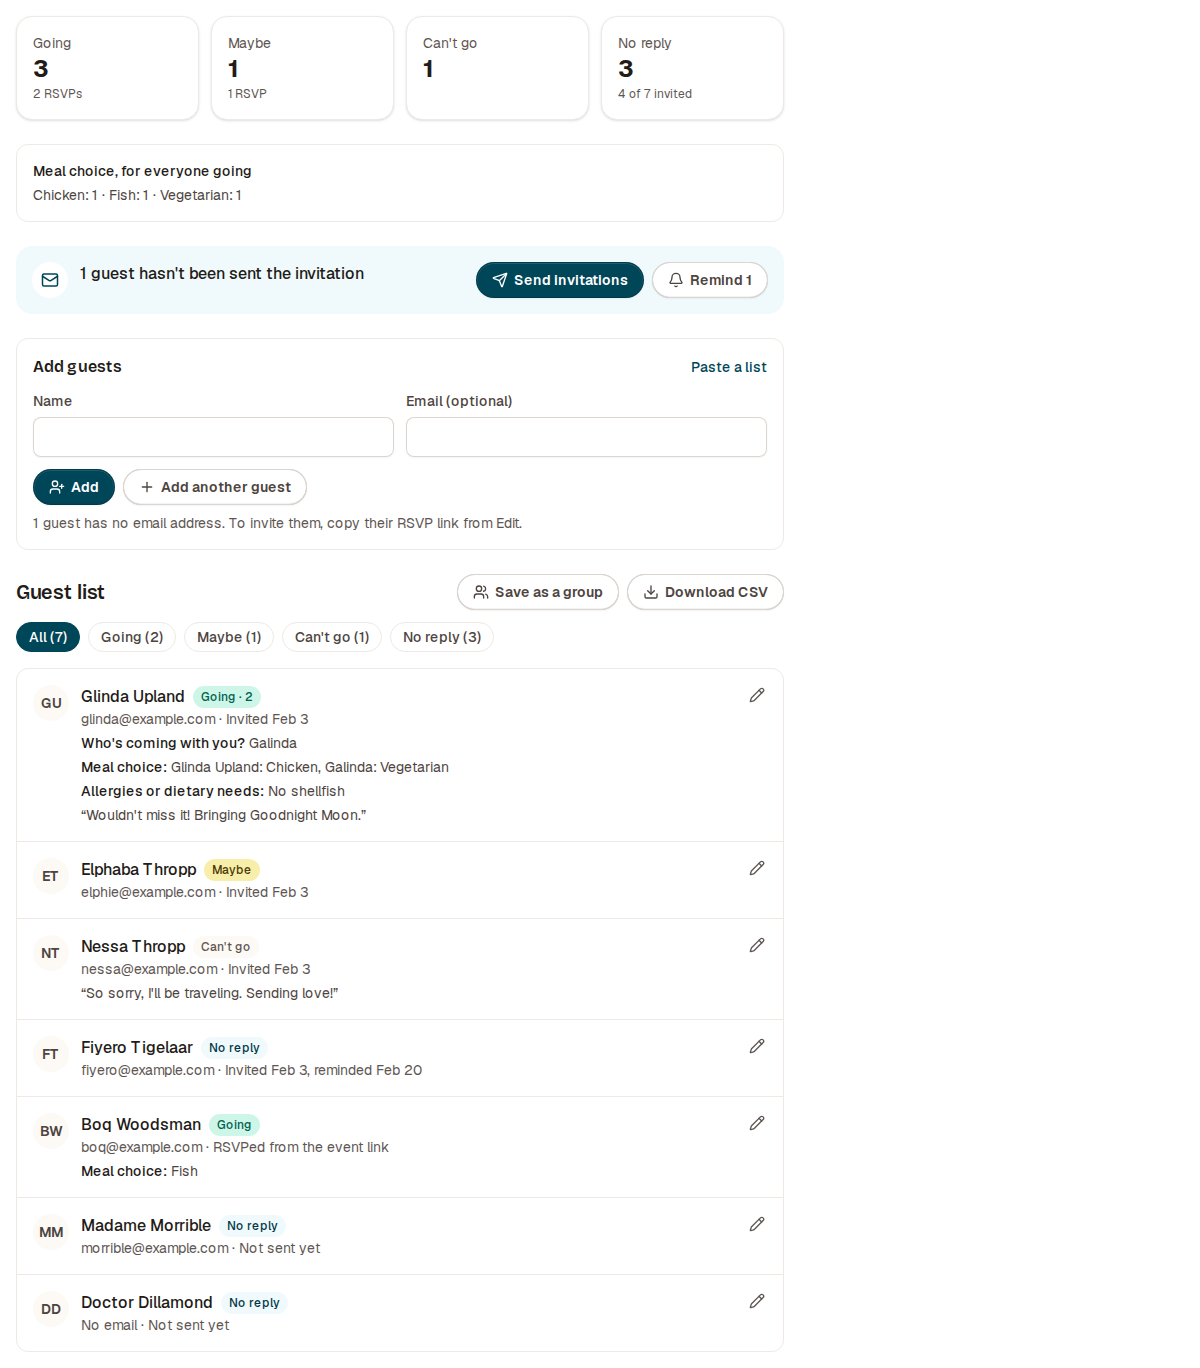 Going
3
2 RSVPs
Maybe
1
1 RSVP
Can't go
1
No reply
3
4 of 7 invited
Meal choice, for everyone going
Chicken: 1 · Fish: 1 · Vegetarian: 1
1 guest hasn't been sent the invitation
Send invitations
Remind 1
Add guests
Paste a list
Name
Email (optional)
Add
Add another guest
1 guest has no email address. To invite them, copy their RSVP link from Edit.
Guest list
Save as a group
Download CSV
All (7)
Going (2)
Maybe (1)
Can't go (1)
No reply (3)
GU
Glinda Upland
Going · 2
glinda@example.com · Invited Feb 3
Who's coming with you? Galinda
Meal choice: Glinda Upland: Chicken, Galinda: Vegetarian
Allergies or dietary needs: No shellfish
“Wouldn't miss it! Bringing Goodnight Moon.”
ET
Elphaba Thropp
Maybe
elphie@example.com · Invited Feb 3
NT
Nessa Thropp
Can't go
nessa@example.com · Invited Feb 3
“So sorry, I'll be traveling. Sending love!”
FT
Fiyero Tigelaar
No reply
fiyero@example.com · Invited Feb 3, reminded Feb 20
BW
Boq Woodsman
Going
boq@example.com · RSVPed from the event link
Meal choice: Fish
MM
Madame Morrible
No reply
morrible@example.com · Not sent yet
DD
Doctor Dillamond
No reply
No email · Not sent yet